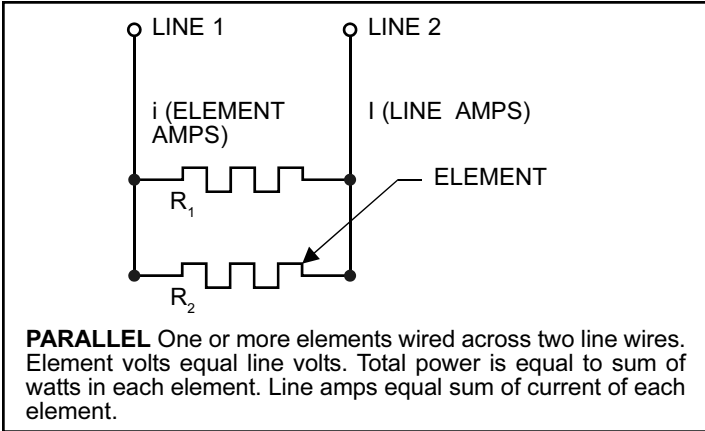 LINE 1
LINE 2
i (ELEMENT
AMPS)
I (LINE AMPS)
ELEMENT
R₁
R₂
PARALLEL One or more elements wired across two line wires.
Element volts equal line volts. Total power is equal to sum of
watts in each element. Line amps equal sum of current of each
element.